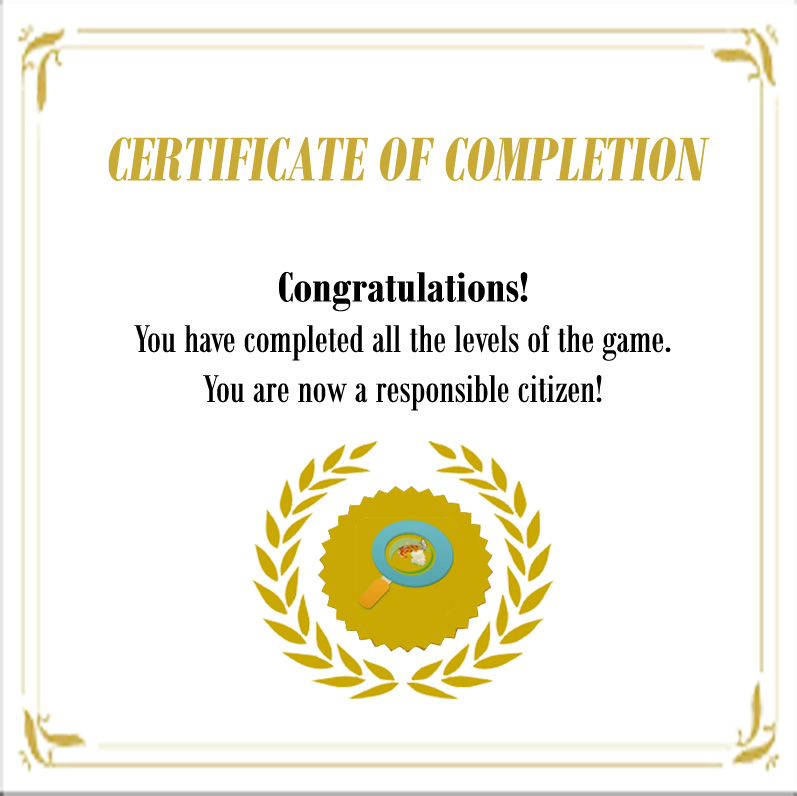 CERTIFICATE OF COMPLETION
Congratulations!
You have completed all the levels of the game.
You are now a responsible citizen!